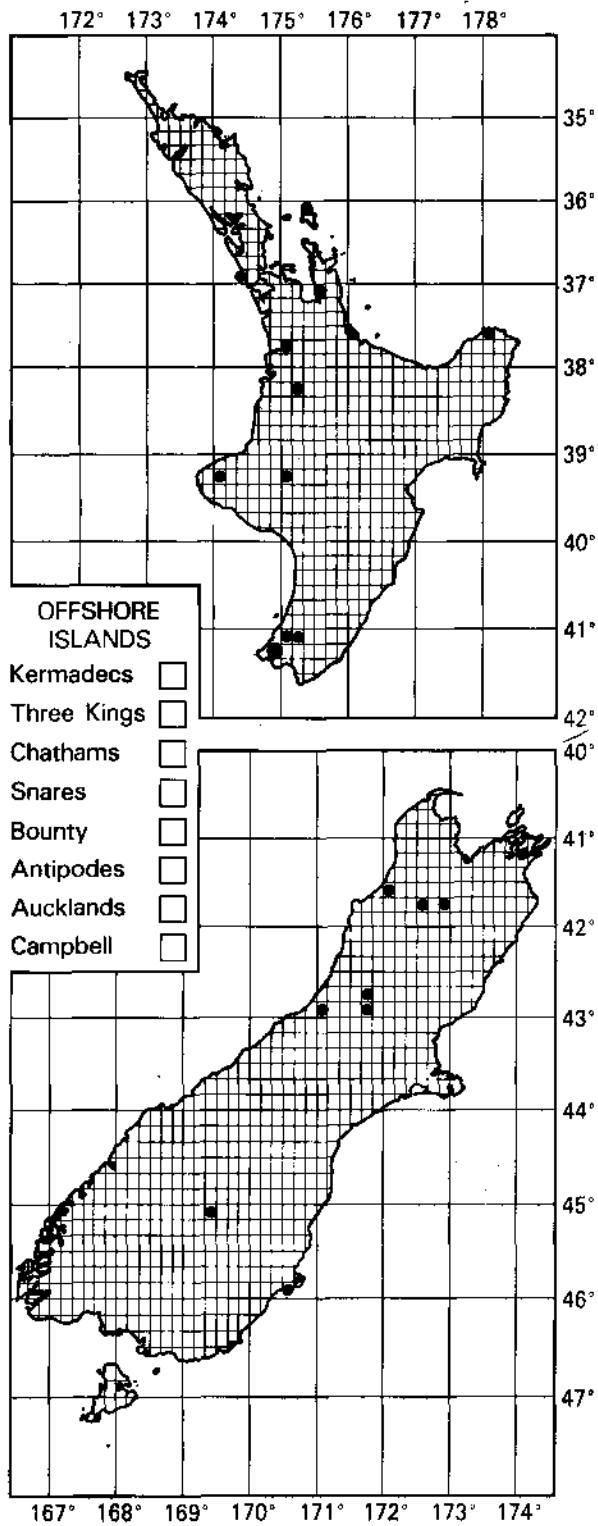 172° 173° 174° 175° 176° 177° 178°
35°
36°
37°
38°
39°
40°
41°
42°
OFFSHORE
ISLANDS
Kermadecs
Three Kings
Chathams
Snares
Bounty
Antipodes
Aucklands
Campbell
40°
41°
42°
43°
44°
45°
46°
47°
167° 168° 169° 170° 171° 172° 173° 174°